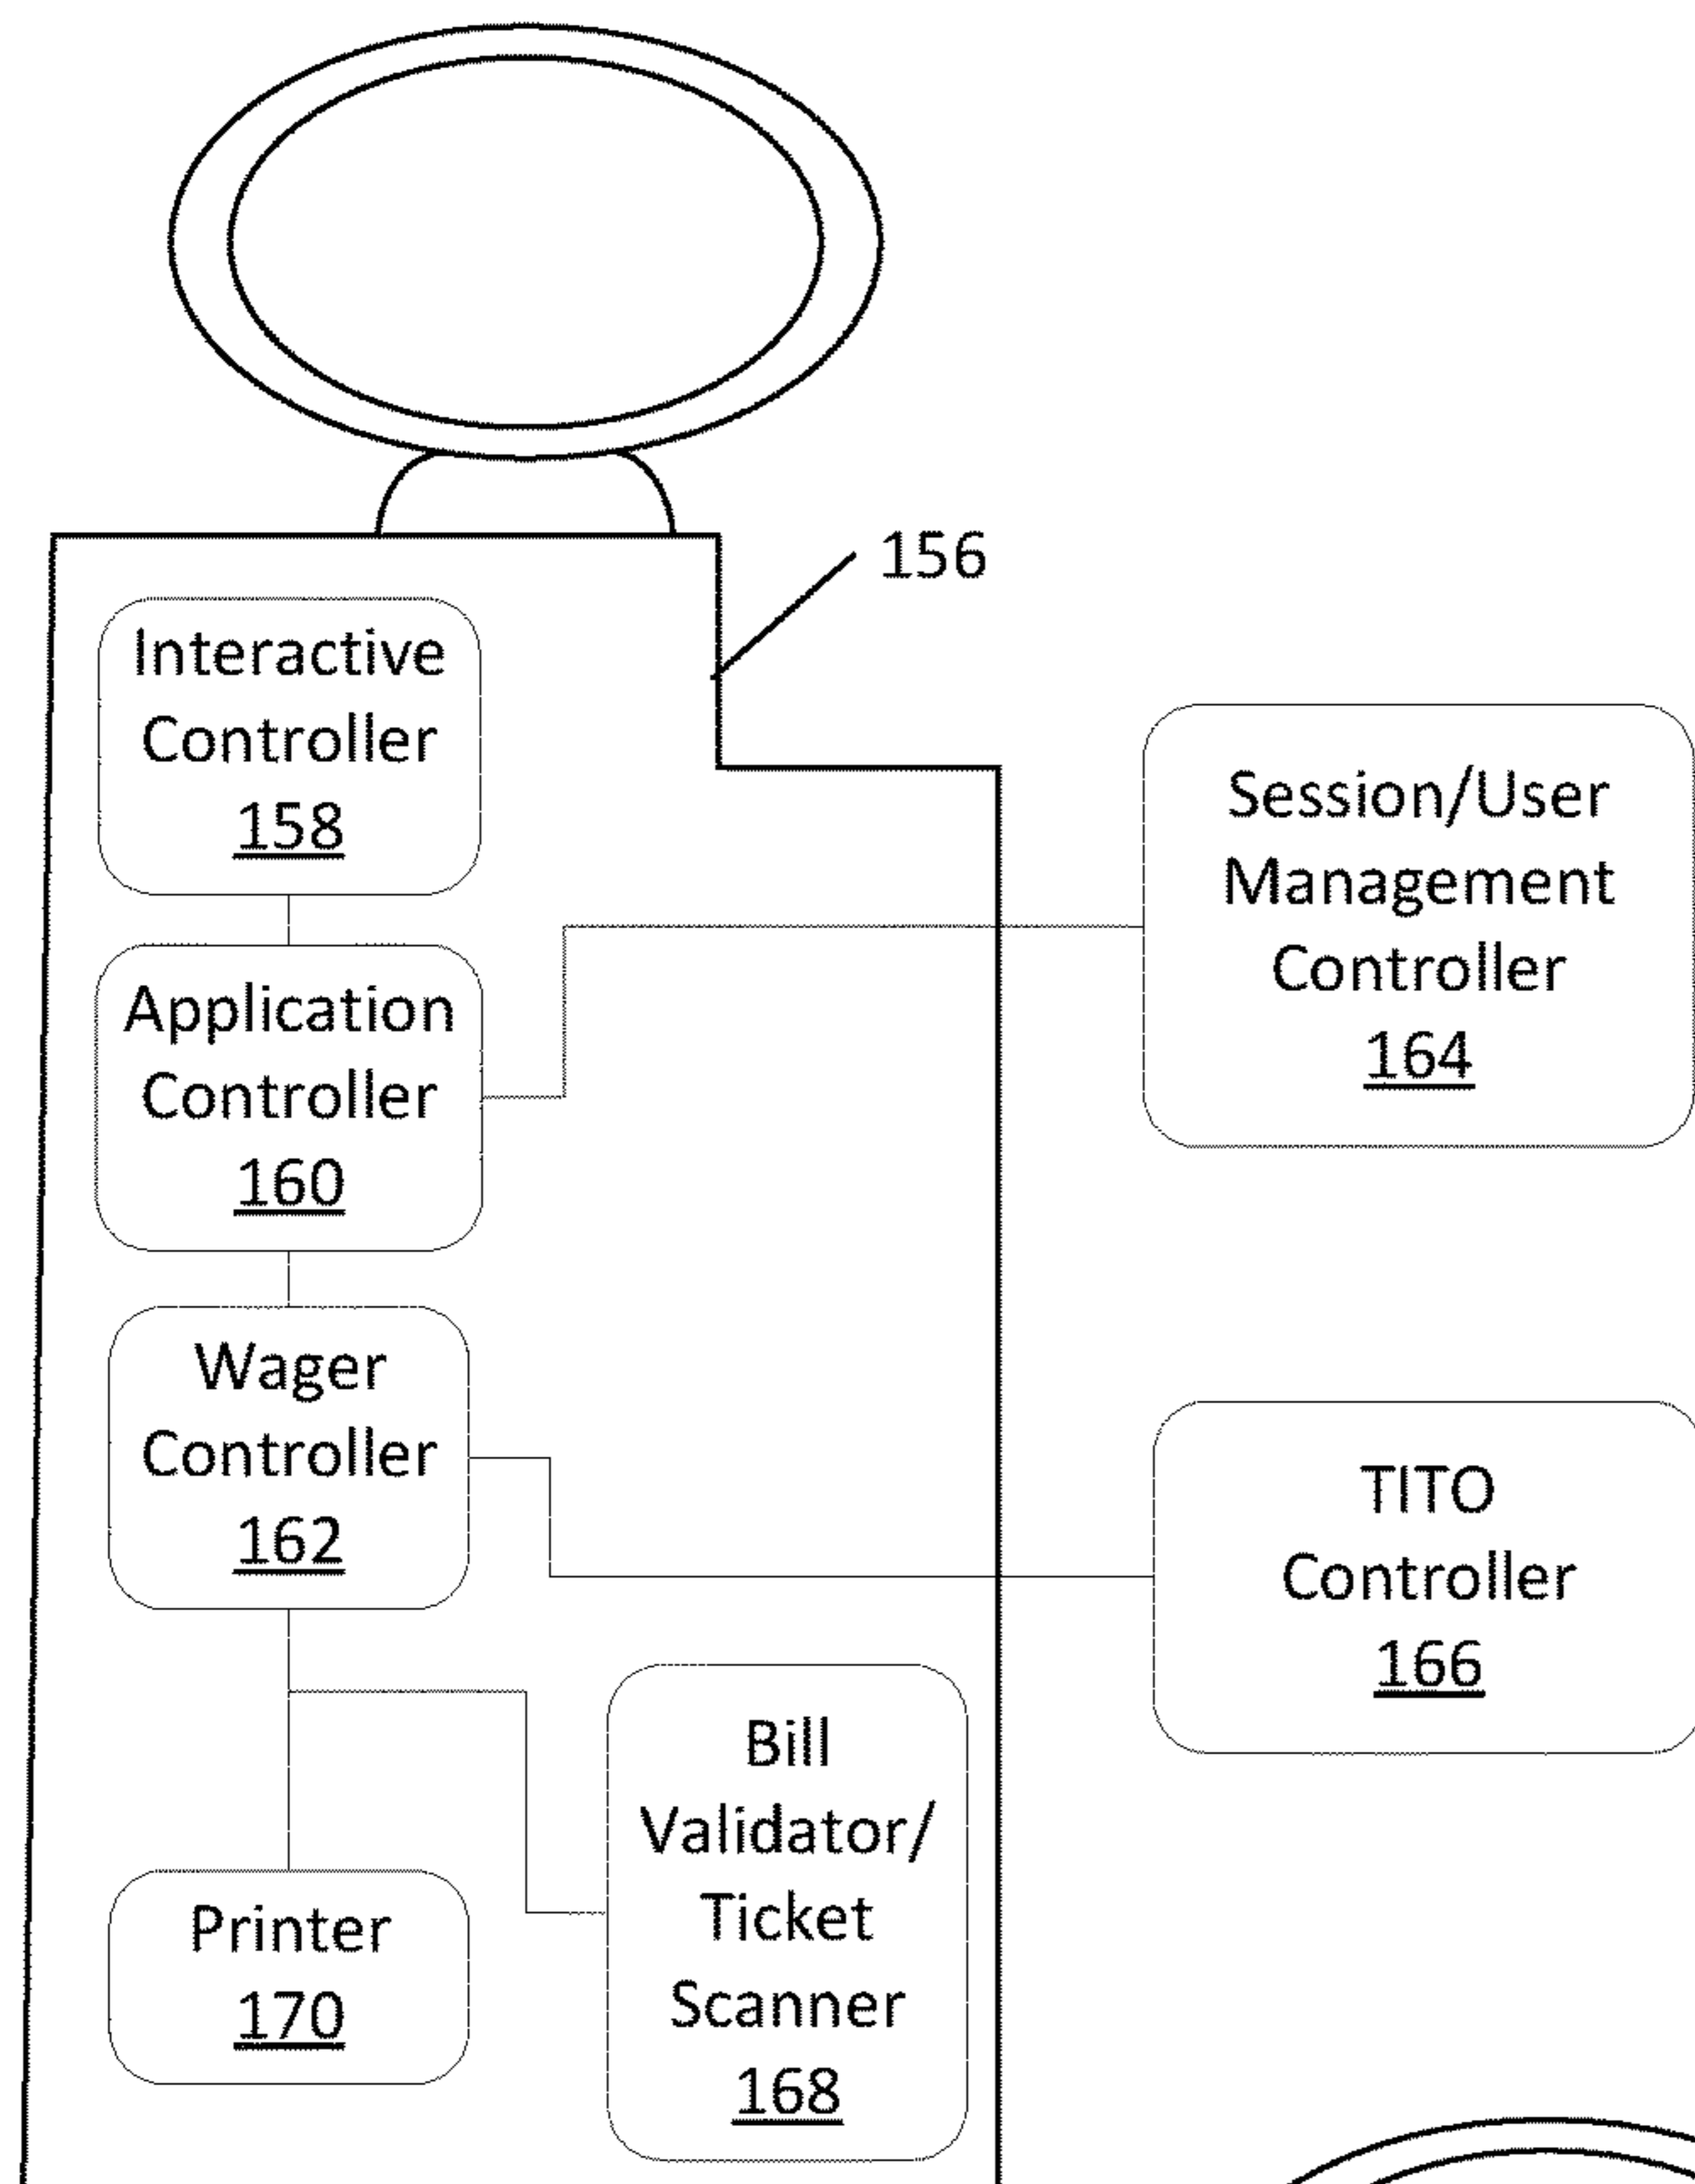 156
Interactive
Controller
158
Session/User
Management
Controller
164
Application
Controller
160
Wager
Controller
162
TITO
Controller
166
Bill
Validator/
Ticket
Scanner
168
Printer
170